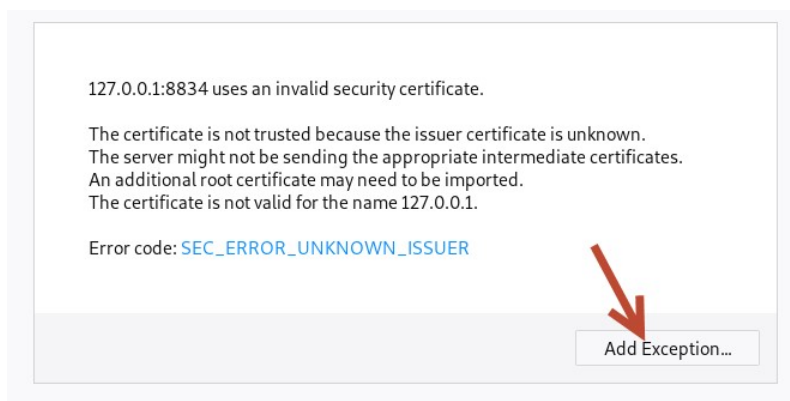 127.0.0.1:8834 uses an invalid security certificate.
The certificate is not trusted because the issuer certificate is unknown.
The server might not be sending the appropriate intermediate certificates.
An additional root certificate may need to be imported.
The certificate is not valid for the name 127.0.0.1.
Error code: SEC_ERROR_UNKNOWN_ISSUER
Add Exception...